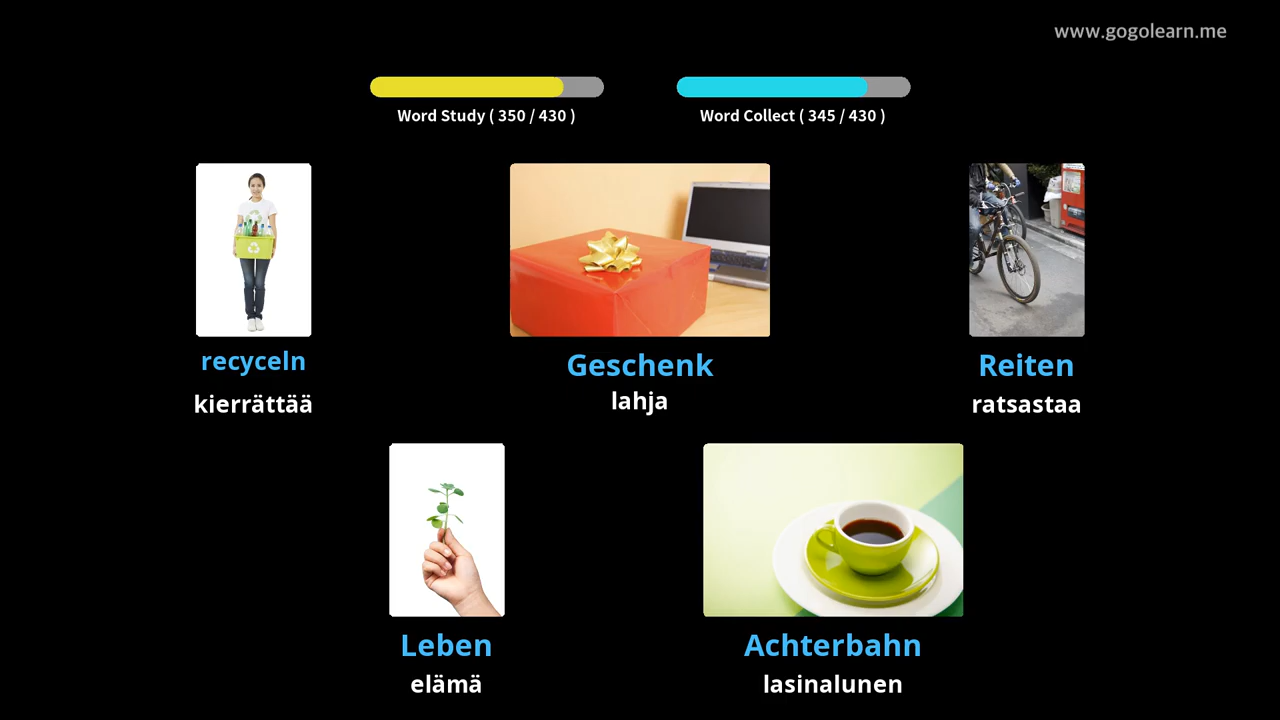 www.gogolearn.me
Word Study ( 350 / 430 )
Word Collect ( 345 / 430 )
recyceln
kierrättää
Geschenk
lahja
Reiten
ratsastaa
Leben
elämä
Achterbahn
lasinalunen